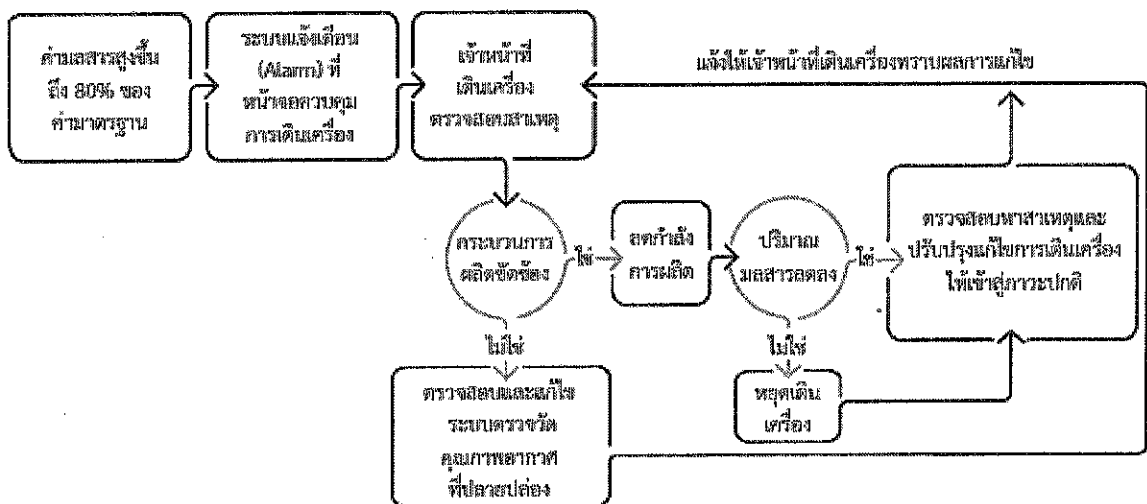 ค่ามลสารสูงขึ้น
ถึง 80% ของ
ค่ามาตรฐาน
ระบบแจ้งเตือน
(Alarm) ที่
หน้าจอควบคุม
การเดินเครื่อง
เจ้าหน้าที่
เดินเครื่อง
ตรวจสอบสาเหตุ
แจ้งให้เจ้าหน้าที่เดินเครื่องทราบผลการแก้ไข
กระบวนการ
ผลิตขัดข้อง
ใช่
ลดกำลัง
การผลิต
ปริมาณ
มลสารลดลง
ใช่
ตรวจสอบหาสาเหตุและ
ปรับปรุงแก้ไขการเดินเครื่อง
ให้เข้าสู่ภาวะปกติ
ไม่ใช่
ไม่ใช่
ตรวจสอบและแก้ไข
ระบบตรวจวัด
คุณภาพอากาศ
ที่ปลายปล่อง
หยุดเดิน
เครื่อง